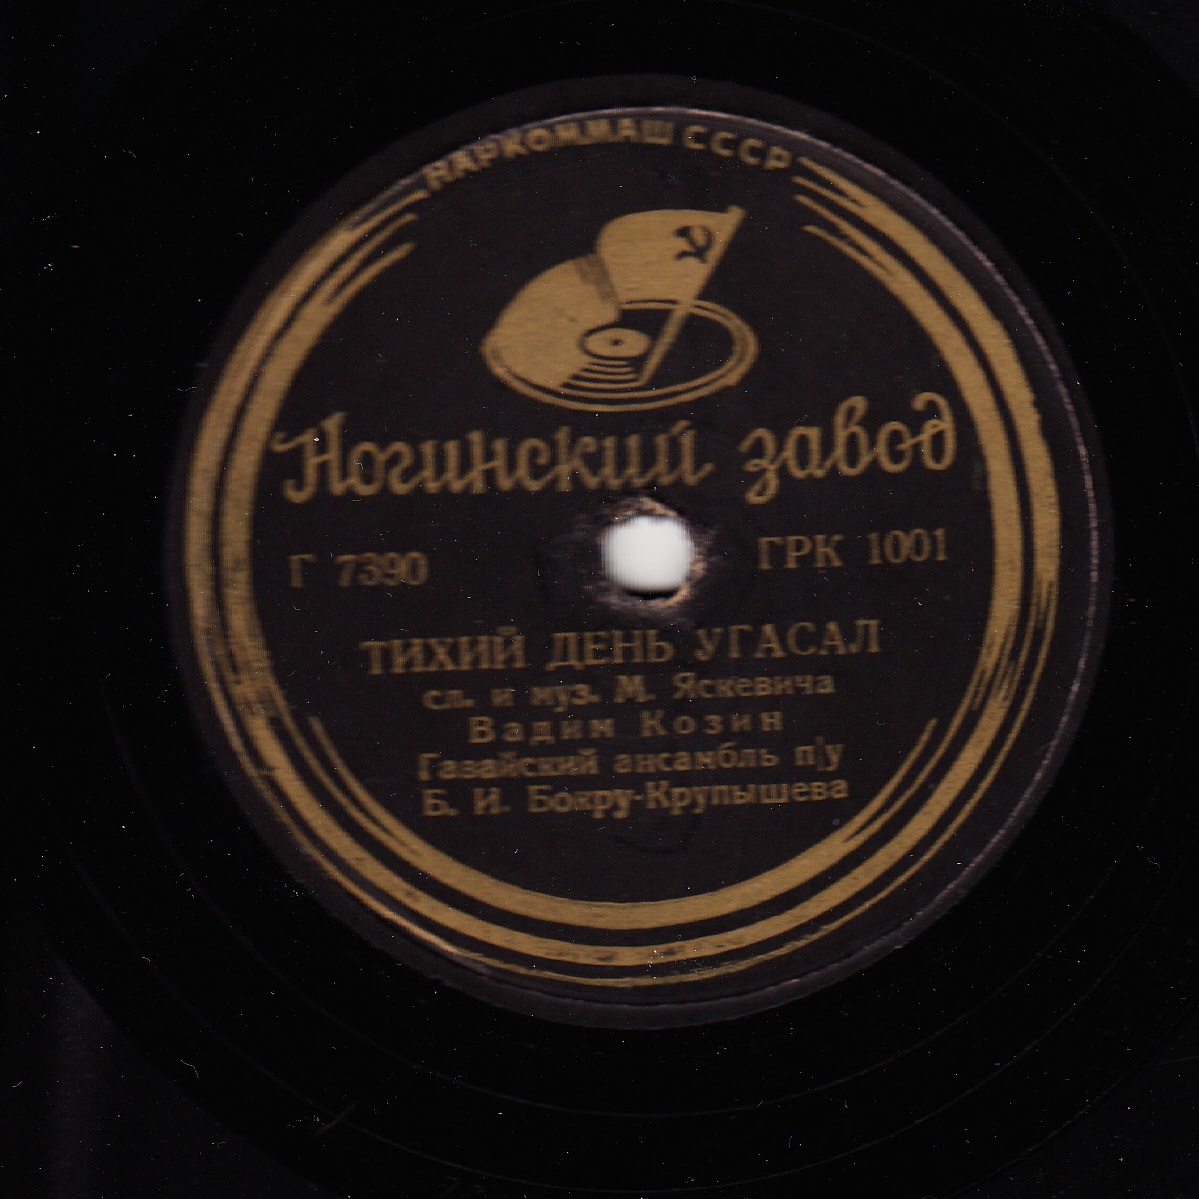 НАРКОММАШ СССР
Ногинский завод
Г 7390 ГРК 1001
ТИХИЙ ДЕНЬ УГАСАЛ
сл. и муз. М. Яскевича
Вадим Козин
Гавайский ансамбль п/у
Б. И. Бокру-Крупышева